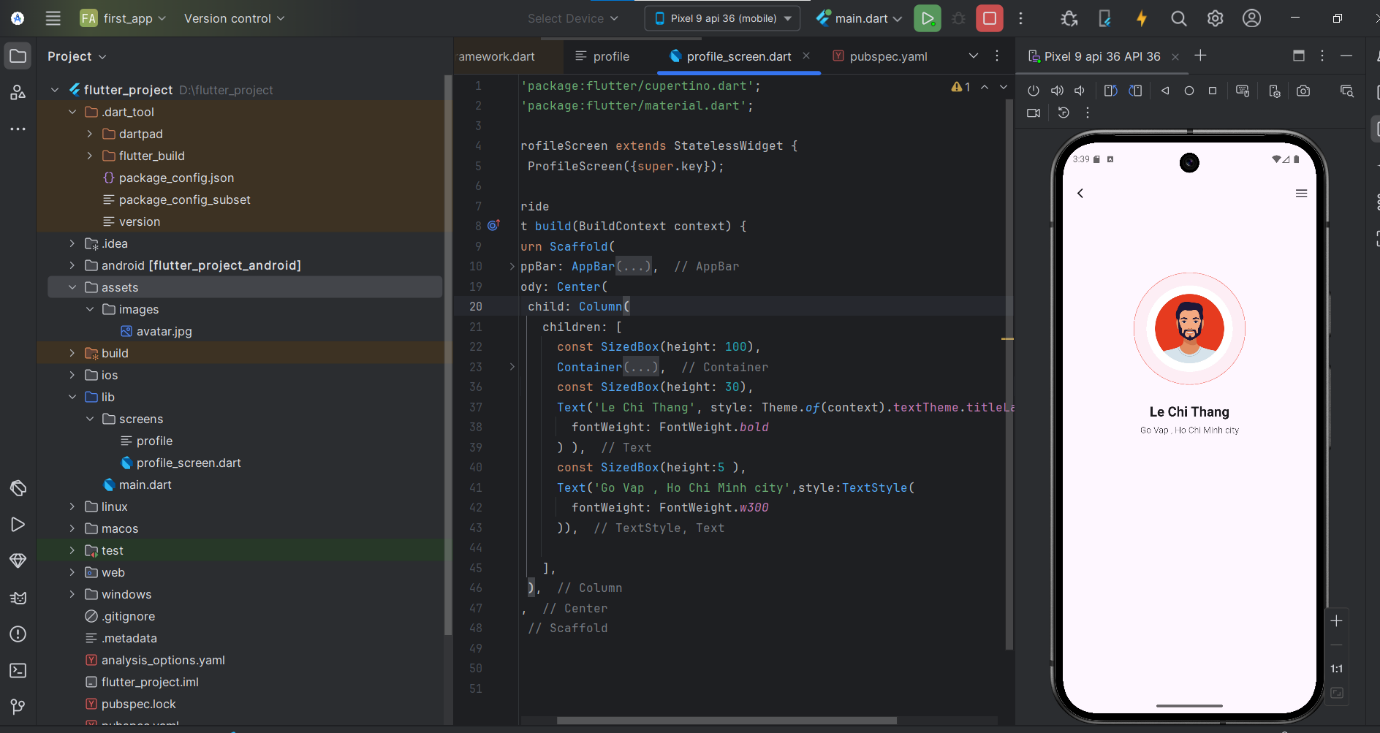 FA first_app Version control Select Device Pixel 9 api 36 (mobile) main.dart
Project
flutter_project D:\flutter_project
.dart_tool
dartpad
flutter_build
package_config.json
package_config_subset
version
.idea
android [flutter_project_android]
assets
images
avatar.jpg
build
ios
lib
screens
profile
profile_screen.dart
main.dart
linux
macos
test
web
windows
.gitignore
.metadata
analysis_options.yaml
flutter_project.iml
pubspec.lock
pubspec.yaml
amework.dart profile profile_screen.dart pubspec.yaml
1 'package:flutter/cupertino.dart'; 1
2 'package:flutter/material.dart';
3
4 rofileScreen extends StatelessWidget {
5 ProfileScreen({super.key});
6
7 ride
8 t build(BuildContext context) {
9 urn Scaffold(
10 ppBar: AppBar(...), // AppBar
19 ody: Center(
20 child: Column(
21 children: [
22 const SizedBox(height: 100),
23 Container(...), // Container
36 const SizedBox(height: 30),
37 Text('Le Chi Thang', style: Theme.of(context).textTheme.titleLa
38 fontWeight: FontWeight.bold
39 ) ), // Text
40 const SizedBox(height:5 ),
41 Text('Go Vap , Ho Chi Minh city',style:TextStyle(
42 fontWeight: FontWeight.w300
43 )), // TextStyle, Text
44
45 ],
46 ), // Column
47 , // Center
48 // Scaffold
49
50
51
Pixel 9 api 36 API 36
3:39
Le Chi Thang
Go Vap , Ho Chi Minh city
1:1